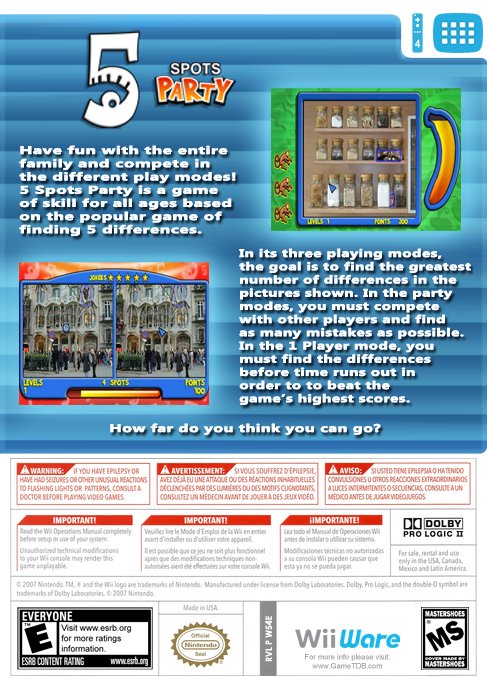 4
5
SPOTS
PARTY
Have fun with the entire
family and compete in
the different play modes!
5 Spots Party is a game
of skill for all ages based
on the popular game of
finding 5 differences.
LEVELS 1
POINTS 200
In its three playing modes,
the goal is to find the greatest
number of differences in the
pictures shown. In the party
modes, you must compete
with other players and find
as many mistakes as possible.
In the 1 Player mode, you
must find the differences
before time runs out in
order to to beat the
game's highest scores.
JOKERS
LEVELS
1
4 SPOTS
POINTS
100
How far do you think you can go?
WARNING: IF YOU HAVE EPILEPSY OR
HAVE HAD SEIZURES OR OTHER UNUSUAL REACTIONS
TO FLASHING LIGHTS OR PATTERNS, CONSULT A
DOCTOR BEFORE PLAYING VIDEO GAMES.
AVERTISSEMENT: SI VOUS SOUFFREZ D'ÉPILEPSIE,
AVEZ DÉJÀ EU UNE ATTAQUE OU DES RÉACTIONS INHABITUELLES
DÉCLENCHÉES PAR DES LUMIÈRES OU DES MOTIFS CLIGNOTANTS,
CONSULTEZ UN MÉDECIN AVANT DE JOUER À DES JEUX VIDÉO.
AVISO: SI USTED TIENE EPILEPSIA O HA TENIDO
CONVULSIONES U OTROS REACCIONES EXTRAORDINARIOS
A LUCES INTERMITENTES O SECUENCIAS, CONSULTE A UN
MÉDICO ANTES DE JUGAR VIDEOJUEGOS.
IMPORTANT!
Read the Wii Operations Manual completely
before setup or use of your system.
Unauthorized technical modifications
to your Wii console may render this
game unplayable.
IMPORTANT!
Veuillez lire le Mode d'Emploi de la Wii en entier
avant d'installer ou d'utiliser votre appareil.
Il est possible que ce jeu ne soit plus fonctionnel
après que des modifications techniques non-
autorisées aient été effectuées sur votre console Wii.
¡IMPORTANTE!
Lea todo el Manual de Operaciones Wii
antes de instalar o utilizar su sistema.
Modificaciones técnicas no autorizadas
a su consola Wii pueden causar que
esta ya no se pueda jugar.
DOLBY
PRO LOGIC II
For sale, rental and use
only in the USA, Canada,
Mexico and Latin America.
© 2007 Nintendo. TM, ® and the Wii logo are trademarks of Nintendo. Manufactured under license from Dolby Laboratories. Dolby, Pro Logic, and the double-D symbol are
trademarks of Dolby Laboratories. © 2007 Nintendo.
EVERYONE
E
Visit www.esrb.org
for more ratings
information.
ESRB CONTENT RATING www.esrb.org
Made in USA.
Official
Nintendo
Seal
RVL P W54E
WiiWare
For more info please visit:
www.GameTDB.com
MASTERSHOES
MS
COVER MADE BY
MASTERSHOES